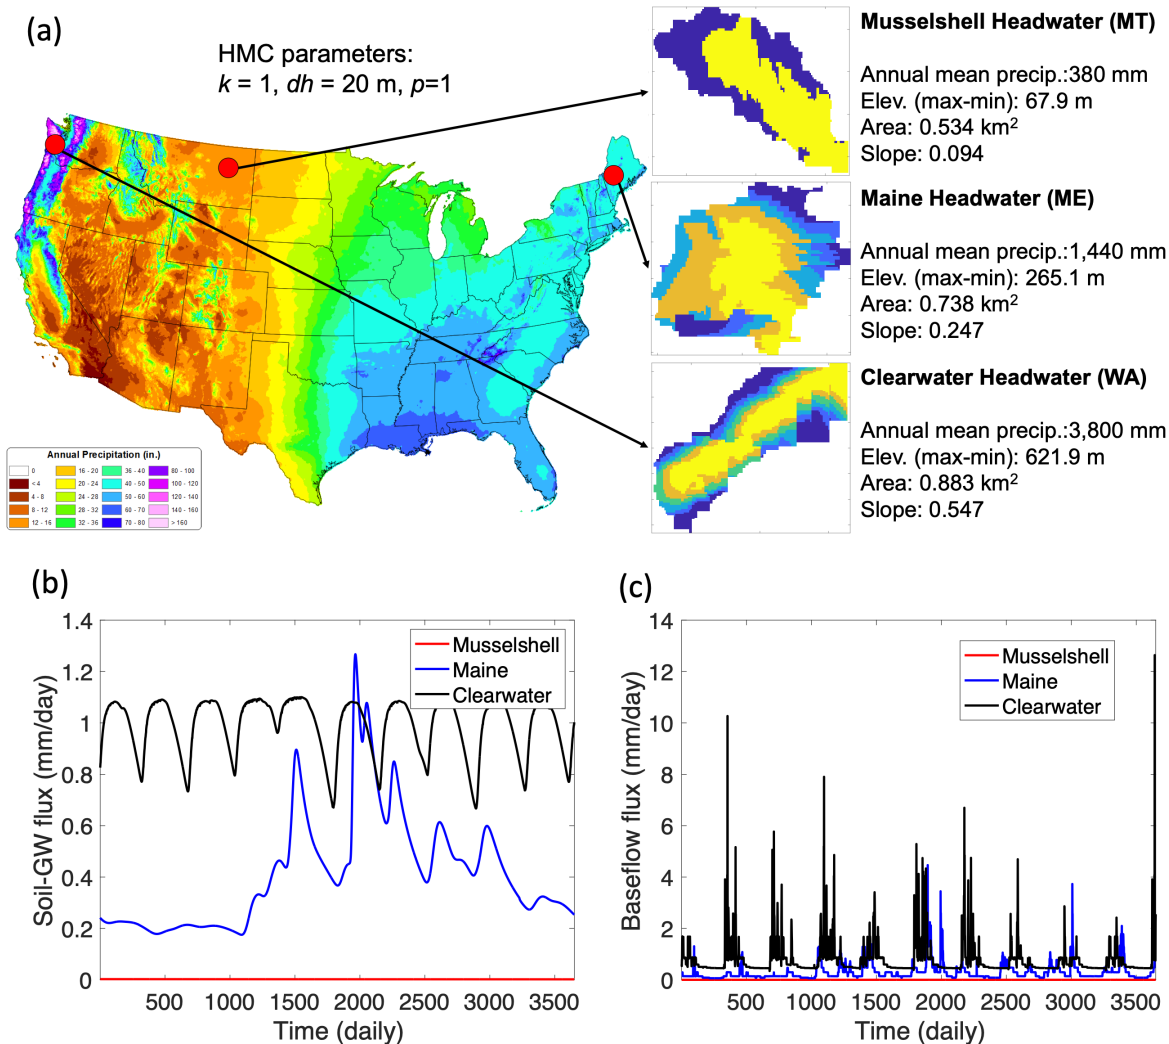 (a)
HMC parameters:
k = 1, dh = 20 m, p=1
Musselshell Headwater (MT)
Annual mean precip.:380 mm
Elev. (max-min): 67.9 m
Area: 0.534 km²
Slope: 0.094
Maine Headwater (ME)
Annual mean precip.:1,440 mm
Elev. (max-min): 265.1 m
Area: 0.738 km²
Slope: 0.247
Clearwater Headwater (WA)
Annual mean precip.:3,800 mm
Elev. (max-min): 621.9 m
Area: 0.883 km²
Slope: 0.547
Annual Precipitation (in.)
0 16 - 20 36 - 40 80 - 100
< 4 20 - 24 40 - 50 100 - 120
4 - 8 24 - 28 50 - 60 120 - 140
8 - 12 28 - 32 60 - 70 140 - 160
12 - 16 32 - 36 70 - 80 > 160
(b)
1.4
1.2
1
0.8
0.6
0.4
0.2
0
Soil-GW flux (mm/day)
Musselshell
Maine
Clearwater
500 1000 1500 2000 2500 3000 3500
Time (daily)
(c)
14
12
10
8
6
4
2
0
Baseflow flux (mm/day)
Musselshell
Maine
Clearwater
500 1000 1500 2000 2500 3000 3500
Time (daily)